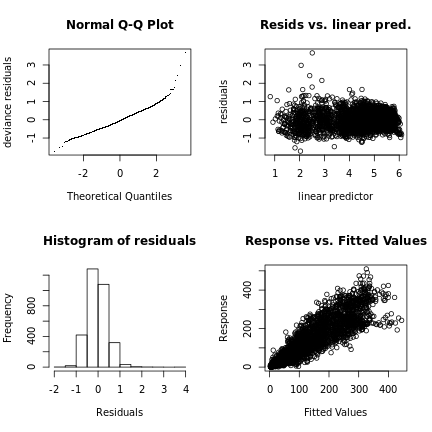 Normal Q-Q Plot
deviance residuals
-1 0 1 2 3
-2 0 2
Theoretical Quantiles
Resids vs. linear pred.
residuals
-1 0 1 2 3
1 2 3 4 5 6
linear predictor
Histogram of residuals
Frequency
0 400 800
-2 -1 0 1 2 3 4
Residuals
Response vs. Fitted Values
Response
0 200 400
0 100 200 300 400
Fitted Values